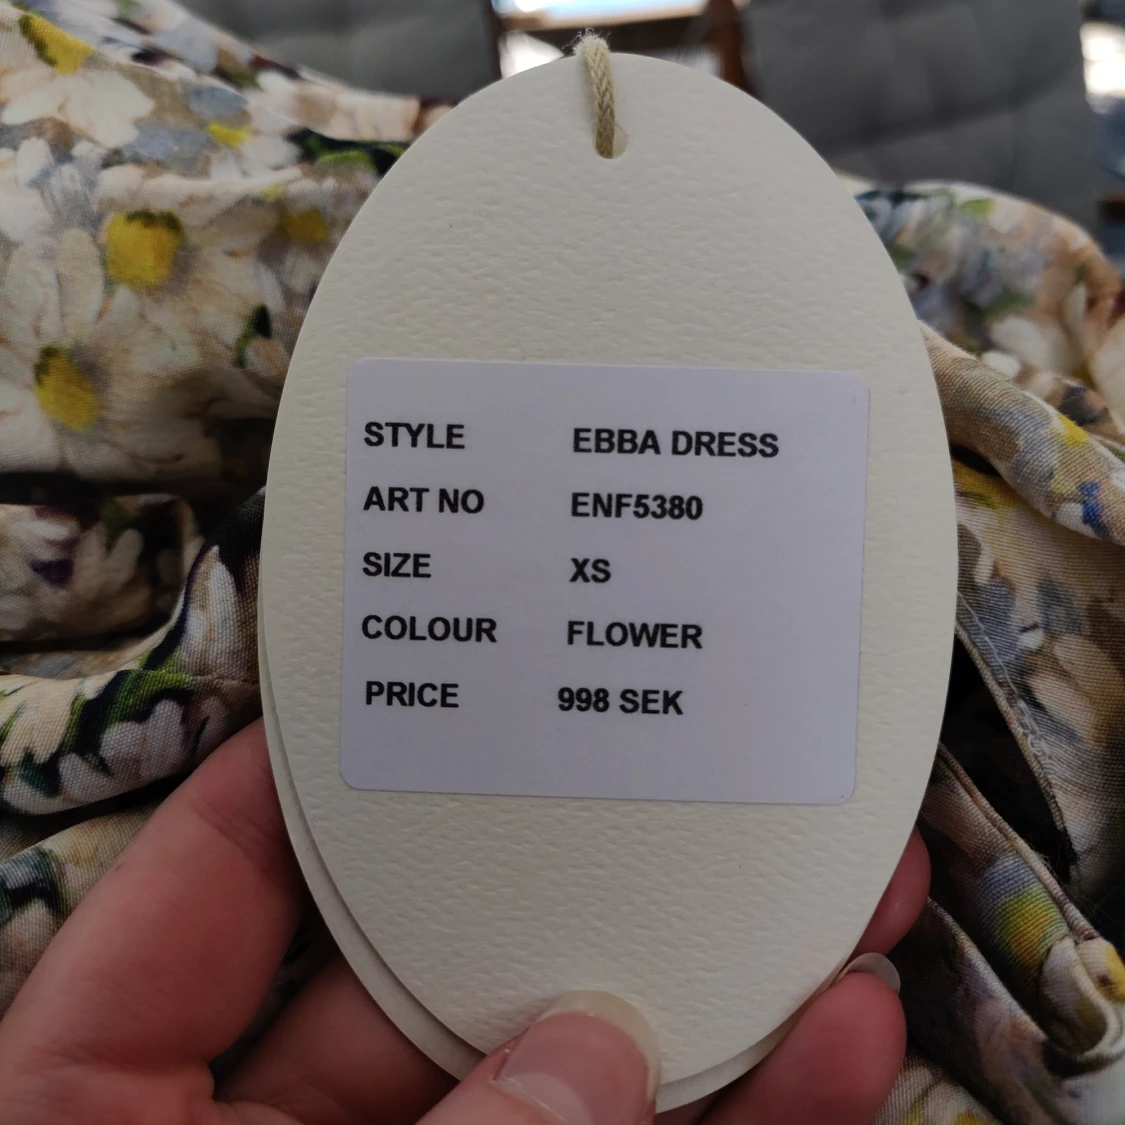 STYLE EBBA DRESS
ART NO ENF5380
SIZE XS
COLOUR FLOWER
PRICE 998 SEK